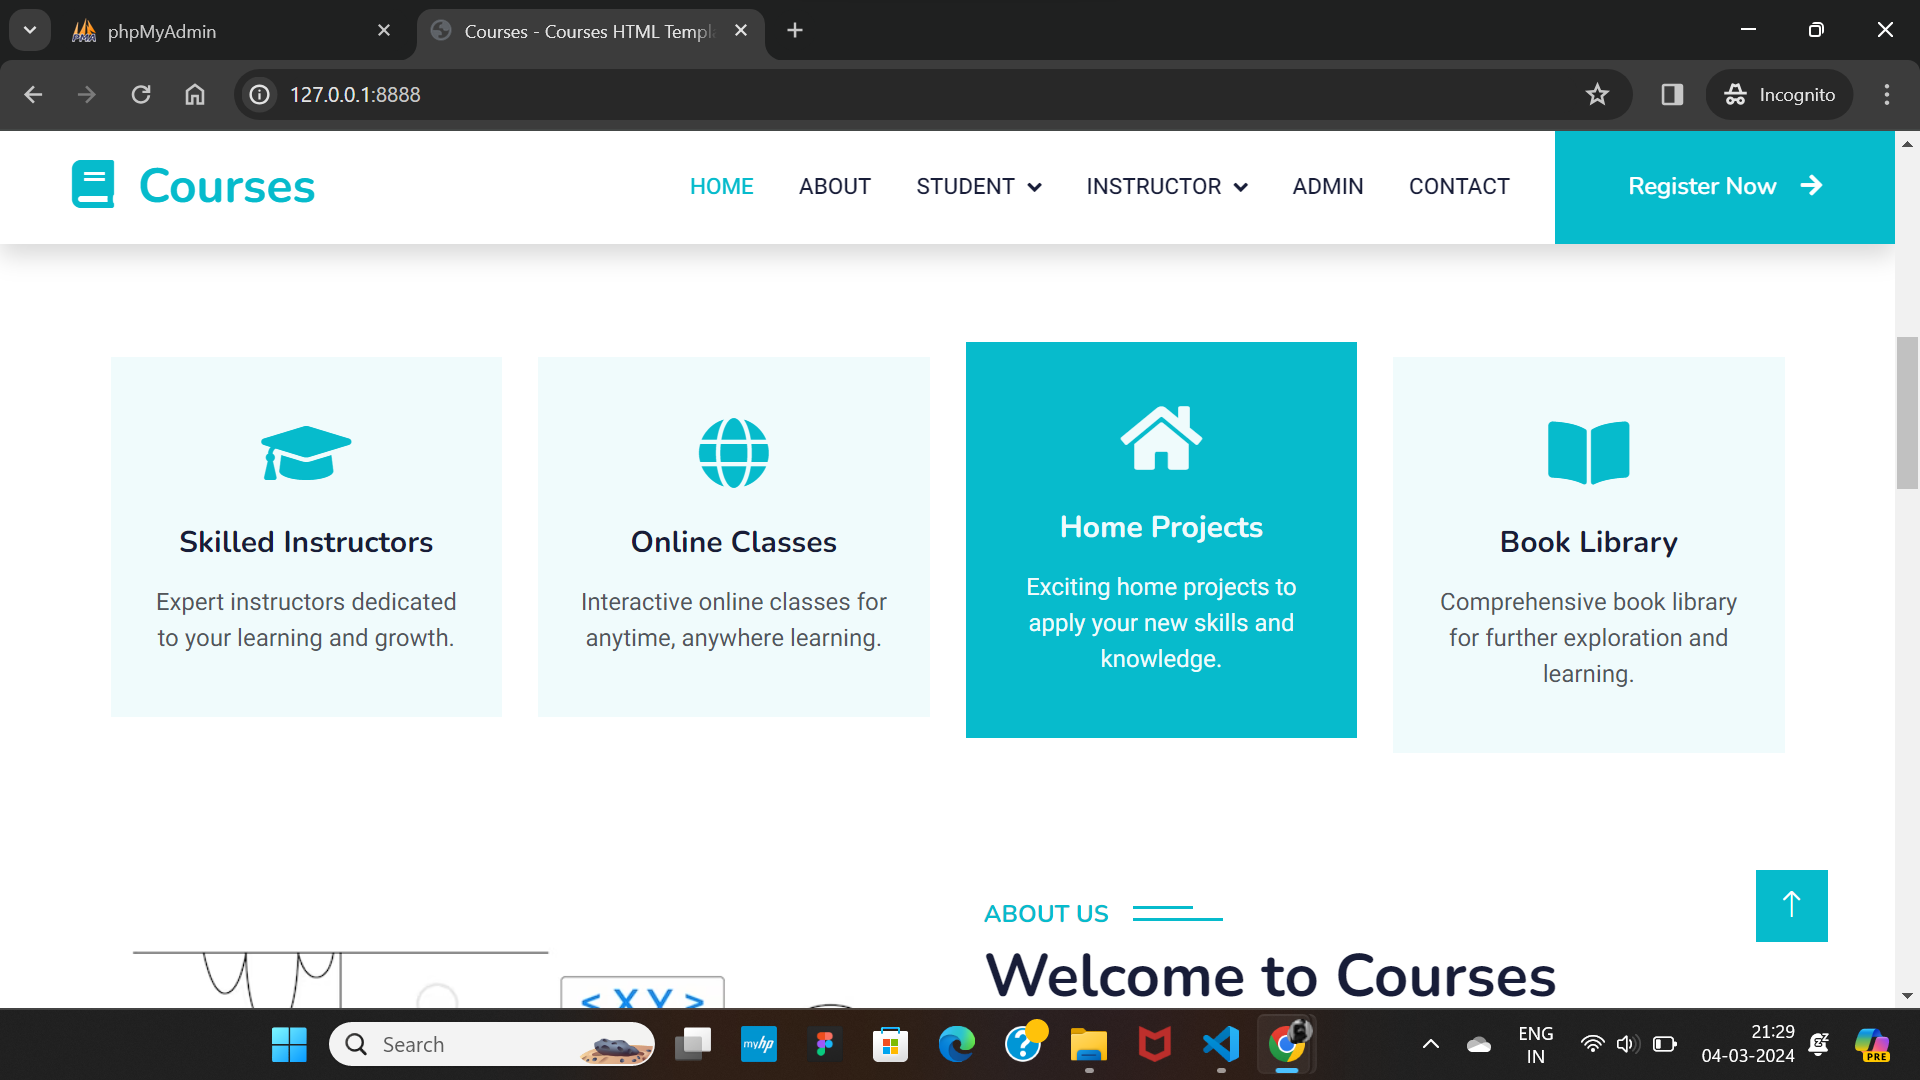 phpMyAdmin
Courses - Courses HTML Templa
127.0.0.1:8888
Incognito
Courses
HOME
ABOUT
STUDENT
INSTRUCTOR
ADMIN
CONTACT
Register Now
Skilled Instructors
Expert instructors dedicated
to your learning and growth.
Online Classes
Interactive online classes for
anytime, anywhere learning.
Home Projects
Exciting home projects to
apply your new skills and
knowledge.
Book Library
Comprehensive book library
for further exploration and
learning.
ABOUT US
Welcome to Courses
< X Y >
Search
myhp
ENG
IN
21:29
04-03-2024
PRE